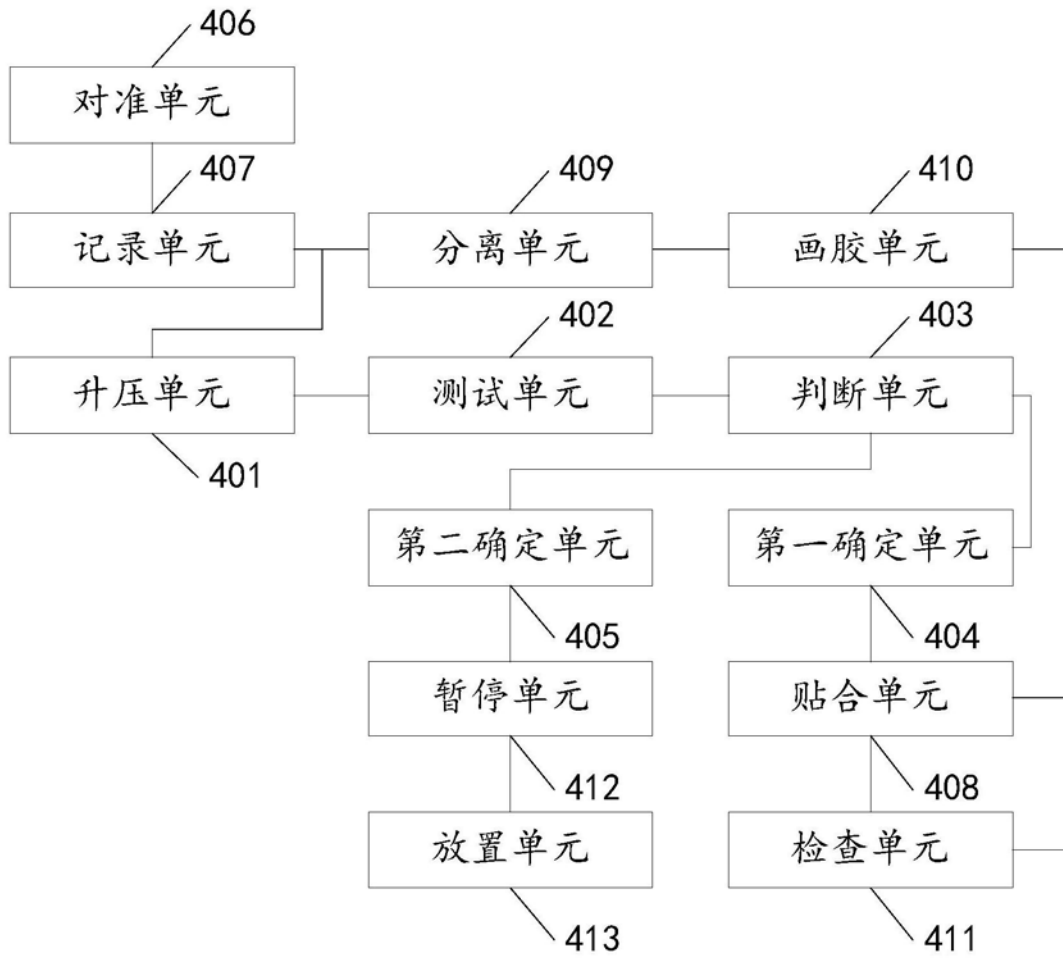 406
对准单元
407
409
410
记录单元
分离单元
画胶单元
402
403
升压单元
测试单元
判断单元
401
第二确定单元
第一确定单元
405
404
暂停单元
贴合单元
412
408
放置单元
检查单元
413
411